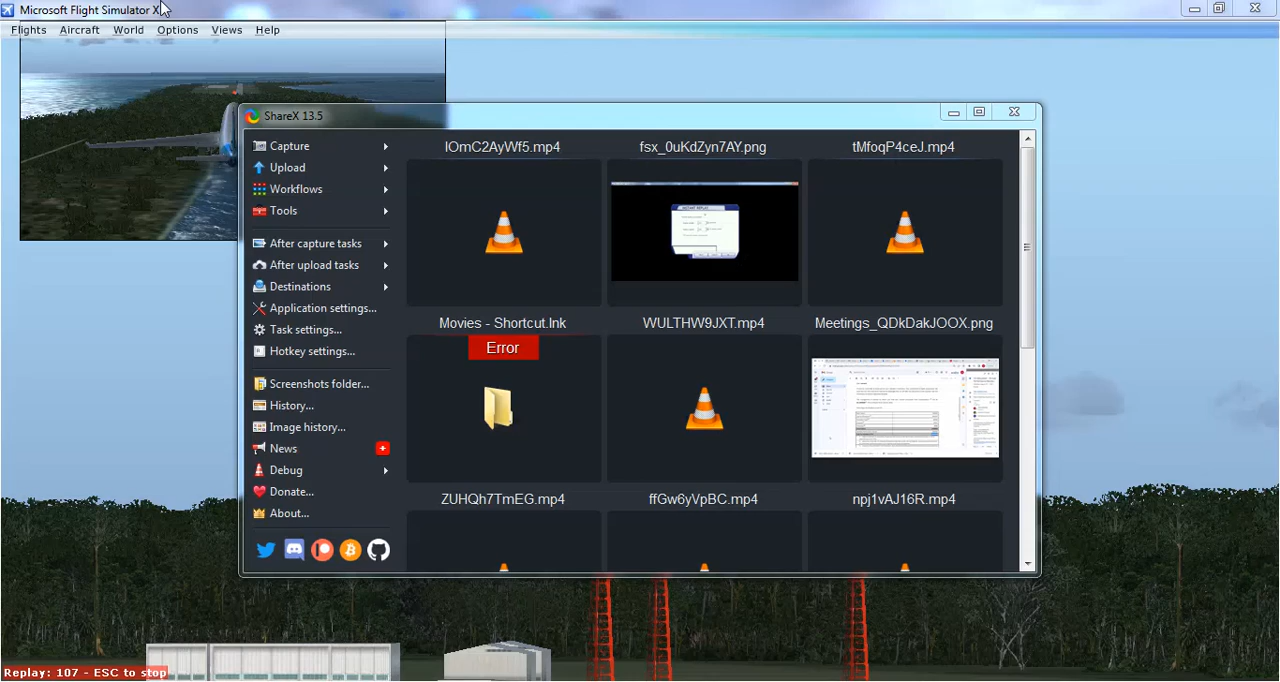 Microsoft Flight Simulator X
Flights Aircraft World Options Views Help
ShareX 13.5
Capture
Upload
Workflows
Tools
After capture tasks
After upload tasks
Destinations
Application settings...
Task settings...
Hotkey settings...
Screenshots folder...
History...
Image history...
News
Debug
Donate...
About...
lOmC2AyWf5.mp4 fsx_0uKdZyn7AY.png tMfoqP4ceJ.mp4
INSTANT REPLAY
Movies - Shortcut.lnk WULTHW9JXT.mp4 Meetings_QDkDakJOOX.png
Error
ZUHQh7TmEG.mp4 ffGw6yVpBC.mp4 npj1vAJ16R.mp4
Replay: 107 - ESC to stop